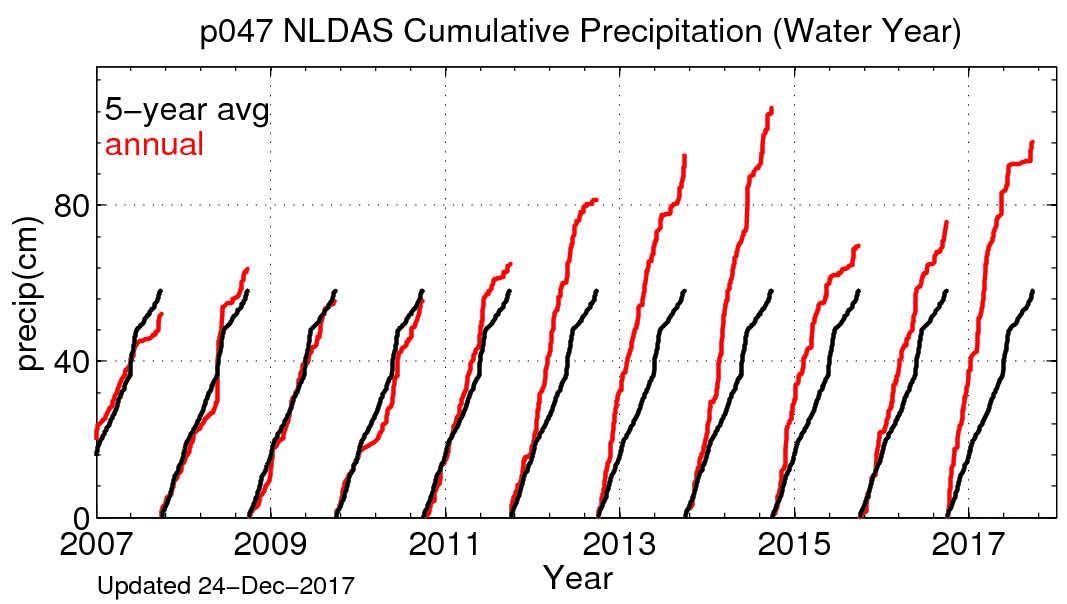 p047 NLDAS Cumulative Precipitation (Water Year)
5−year avg
annual
precip(cm)
80
40
0
2007 2009 2011 2013 2015 2017
Year
Updated 24−Dec−2017